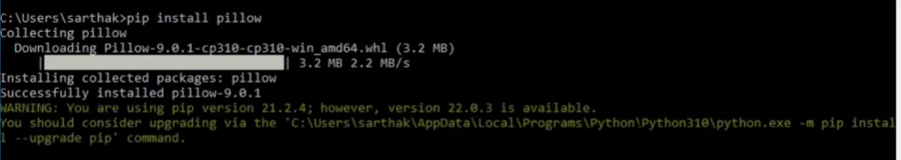 C:\Users\sarthak>pip install pillow
Collecting pillow
  Downloading Pillow-9.0.1-cp310-cp310-win_amd64.whl (3.2 MB)
     |████████████████████████████████| 3.2 MB 2.2 MB/s
Installing collected packages: pillow
Successfully installed pillow-9.0.1
WARNING: You are using pip version 21.2.4; however, version 22.0.3 is available.
You should consider upgrading via the 'C:\Users\sarthak\AppData\Local\Programs\Python\Python310\python.exe -m pip instal
l --upgrade pip' command.